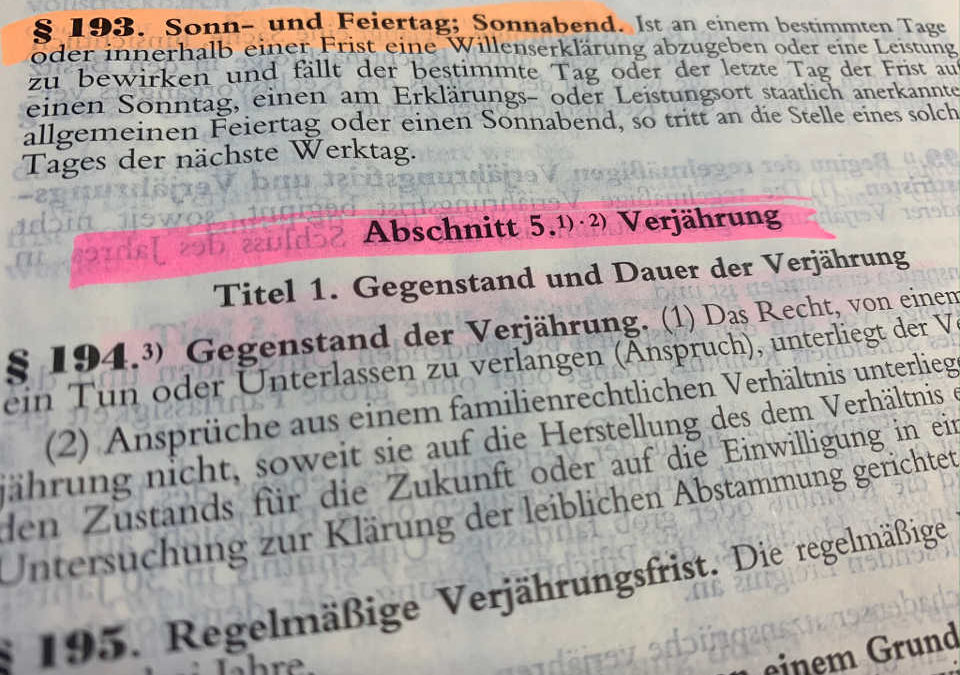 § 193. Sonn- und Feiertag; Sonnabend. Ist an einem bestimmten Tage
oder innerhalb einer Frist eine Willenserklärung abzugeben oder eine Leistung
zu bewirken und fällt der bestimmte Tag oder der letzte Tag der Frist auf
einen Sonntag, einen am Erklärungs- oder Leistungsort staatlich anerkannte
allgemeinen Feiertag oder einen Sonnabend, so tritt an die Stelle eines solch
Tages der nächste Werktag.
Abschnitt 5.1) · 2) Verjährung
Titel 1. Gegenstand und Dauer der Verjährung
§ 194.3) Gegenstand der Verjährung. (1) Das Recht, von einem
ein Tun oder Unterlassen zu verlangen (Anspruch), unterliegt der Ve
(2) Ansprüche aus einem familienrechtlichen Verhältnis unterlieg
jährung nicht, soweit sie auf die Herstellung des dem Verhältnis e
den Zustands für die Zukunft oder auf die Einwilligung in ein
Untersuchung zur Klärung der leiblichen Abstammung gerichtet
§ 195. Regelmäßige Verjährungsfrist. Die regelmäßige
Jahre.
einem Grund